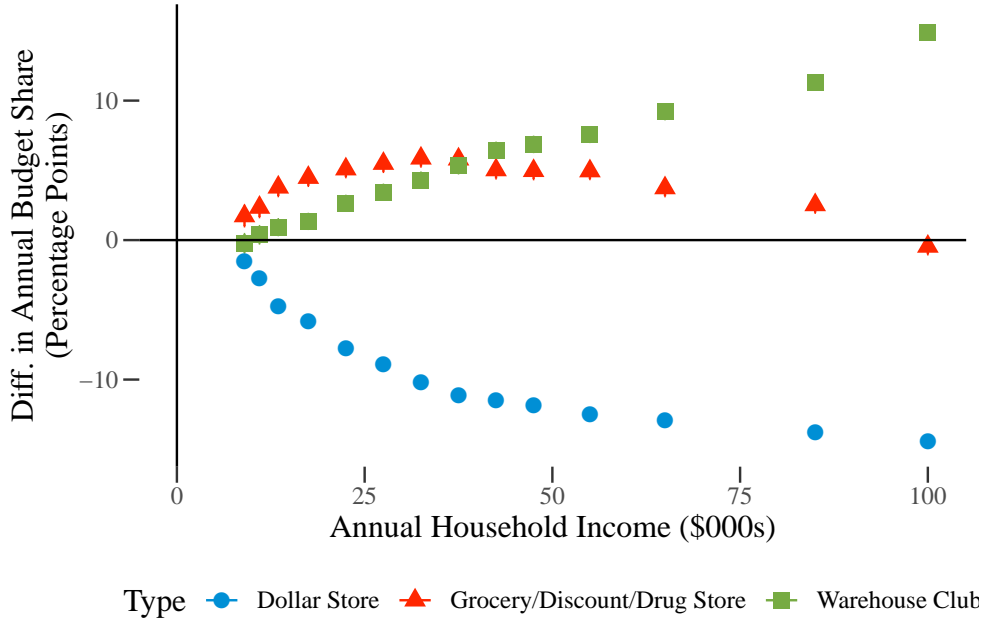 Diff. in Annual Budget Share
(Percentage Points)
10
0
−10
0 25 50 75 100
Annual Household Income ($000s)
Type Dollar Store Grocery/Discount/Drug Store Warehouse Club